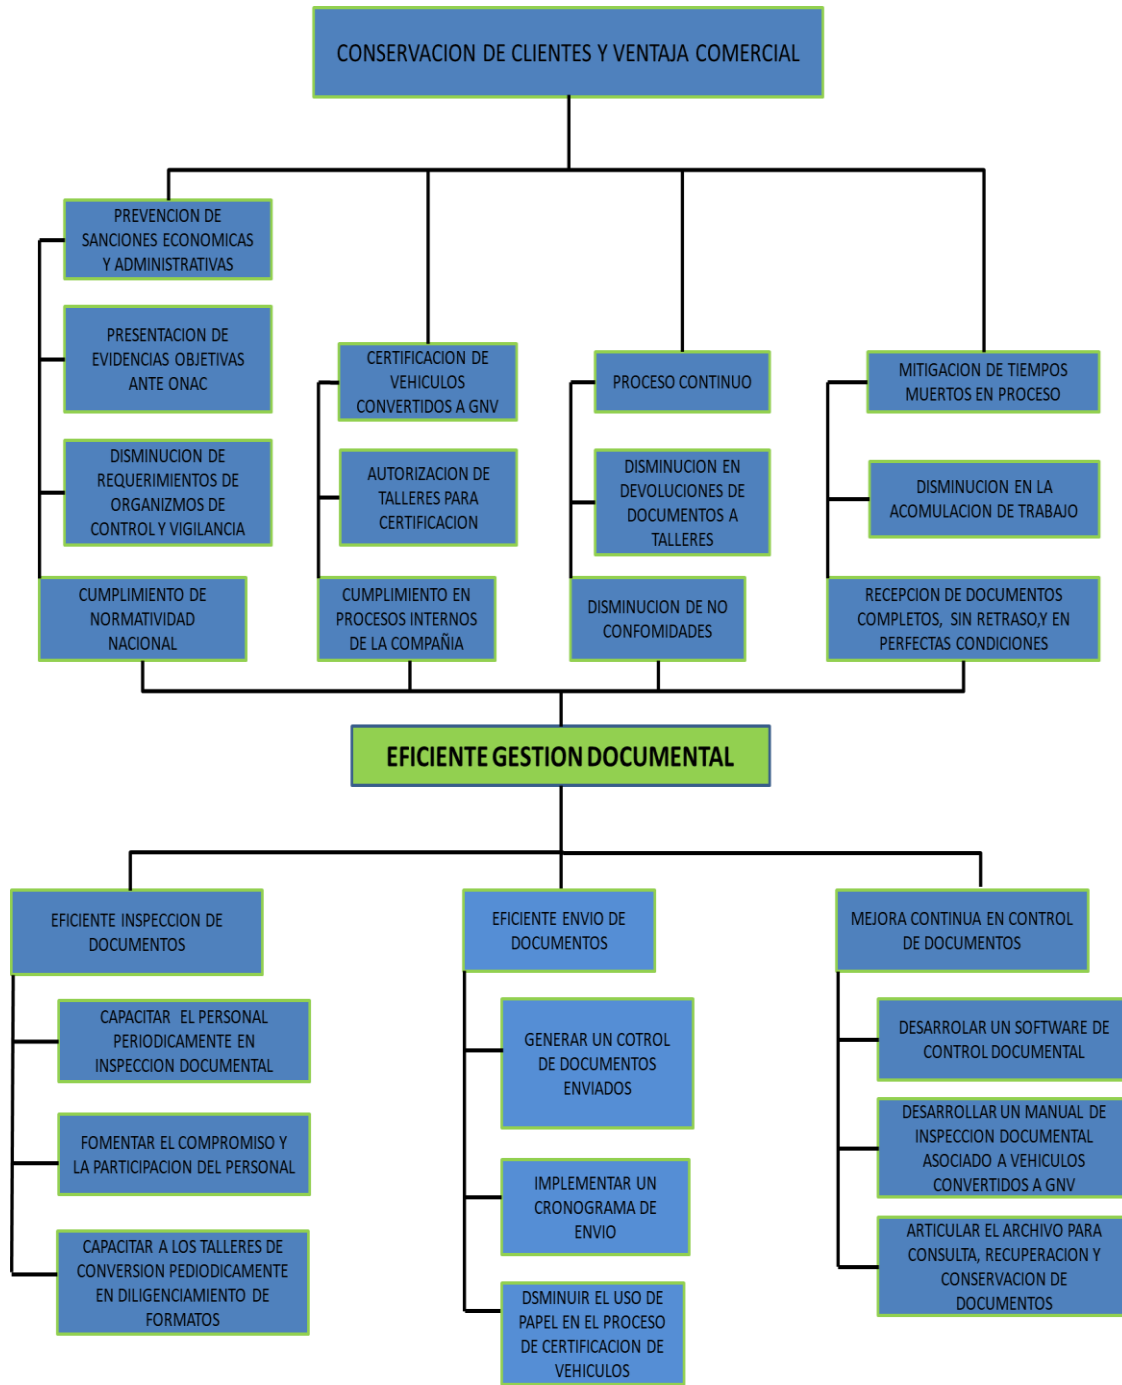 CONSERVACION DE CLIENTES Y VENTAJA COMERCIAL
PREVENCION DE
SANCIONES ECONOMICAS
Y ADMINISTRATIVAS
PRESENTACION DE
EVIDENCIAS OBJETIVAS
ANTE ONAC
DISMINUCION DE
REQUERIMIENTOS DE
ORGANIZMOS DE
CONTROL Y VIGILANCIA
CUMPLIMIENTO DE
NORMATIVIDAD
NACIONAL
CERTIFICACION DE
VEHICULOS
CONVERTIDOS A GNV
AUTORIZACION DE
TALLERES PARA
CERTIFICACION
CUMPLIMIENTO EN
PROCESOS INTERNOS
DE LA COMPAÑIA
PROCESO CONTINUO
DISMINUCION EN
DEVOLUCIONES DE
DOCUMENTOS A
TALLERES
DISMINUCION DE NO
CONFOMIDADES
MITIGACION DE TIEMPOS
MUERTOS EN PROCESO
DISMINUCION EN LA
ACOMULACION DE TRABAJO
RECEPCION DE DOCUMENTOS
COMPLETOS, SIN RETRASO,Y EN
PERFECTAS CONDICIONES
EFICIENTE GESTION DOCUMENTAL
EFICIENTE INSPECCION DE
DOCUMENTOS
CAPACITAR EL PERSONAL
PERIODICAMENTE EN
INSPECCION DOCUMENTAL
FOMENTAR EL COMPROMISO Y
LA PARTICIPACION DEL PERSONAL
CAPACITAR A LOS TALLERES DE
CONVERSION PEDIODICAMENTE
EN DILIGENCIAMIENTO DE
FORMATOS
EFICIENTE ENVIO DE
DOCUMENTOS
GENERAR UN COTROL
DE DOCUMENTOS
ENVIADOS
IMPLEMENTAR UN
CRONOGRAMA DE
ENVIO
DSMINUIR EL USO DE
PAPEL EN EL PROCESO
DE CERTIFICACION DE
VEHICULOS
MEJORA CONTINUA EN CONTROL
DE DOCUMENTOS
DESARROLAR UN SOFTWARE DE
CONTROL DOCUMENTAL
DESARROLLAR UN MANUAL DE
INSPECCION DOCUMENTAL
ASOCIADO A VEHICULOS
CONVERTIDOS A GNV
ARTICULAR EL ARCHIVO PARA
CONSULTA, RECUPERACION Y
CONSERVACION DE
DOCUMENTOS